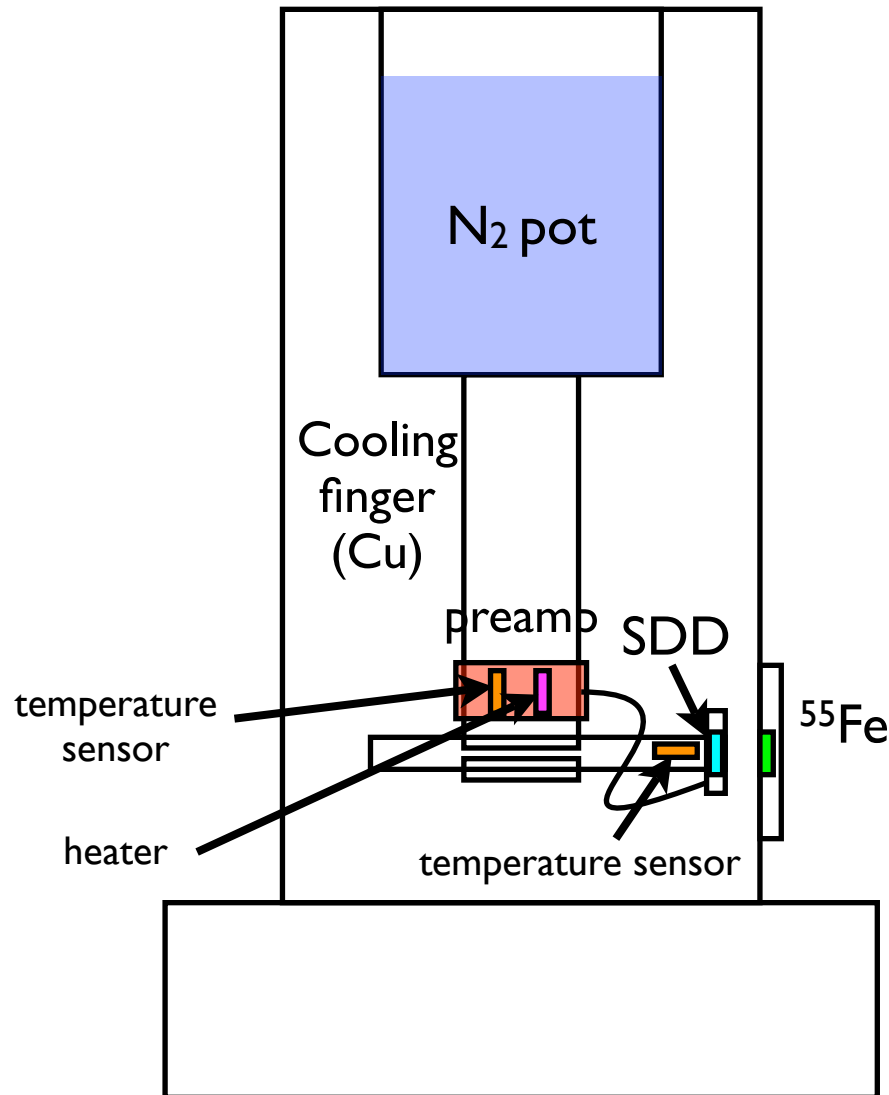 N₂ pot
Cooling
finger
(Cu)
preamp
SDD
temperature
sensor
⁵⁵Fe
heater
temperature sensor